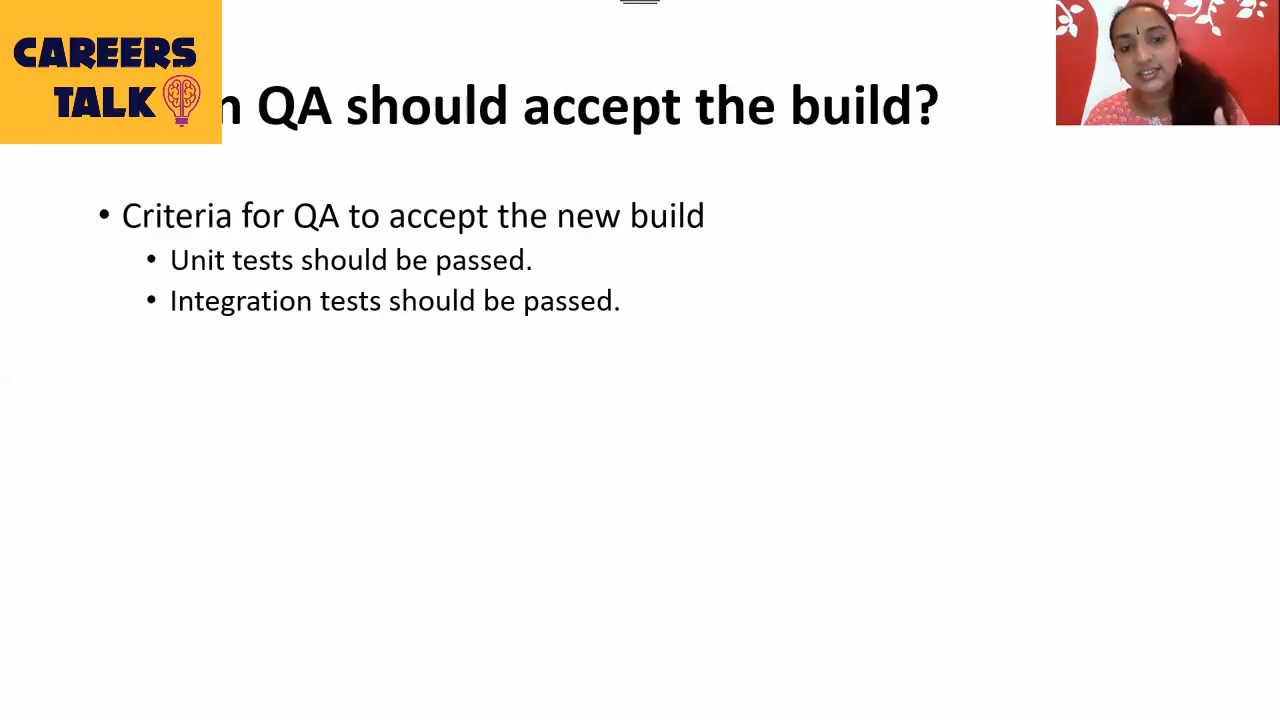 CAREERS
TALK
QA should accept the build?
• Criteria for QA to accept the new build
• Unit tests should be passed.
• Integration tests should be passed.